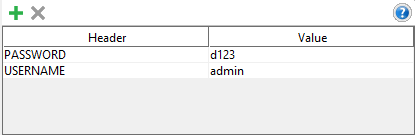 Header Value
PASSWORD d123
USERNAME admin